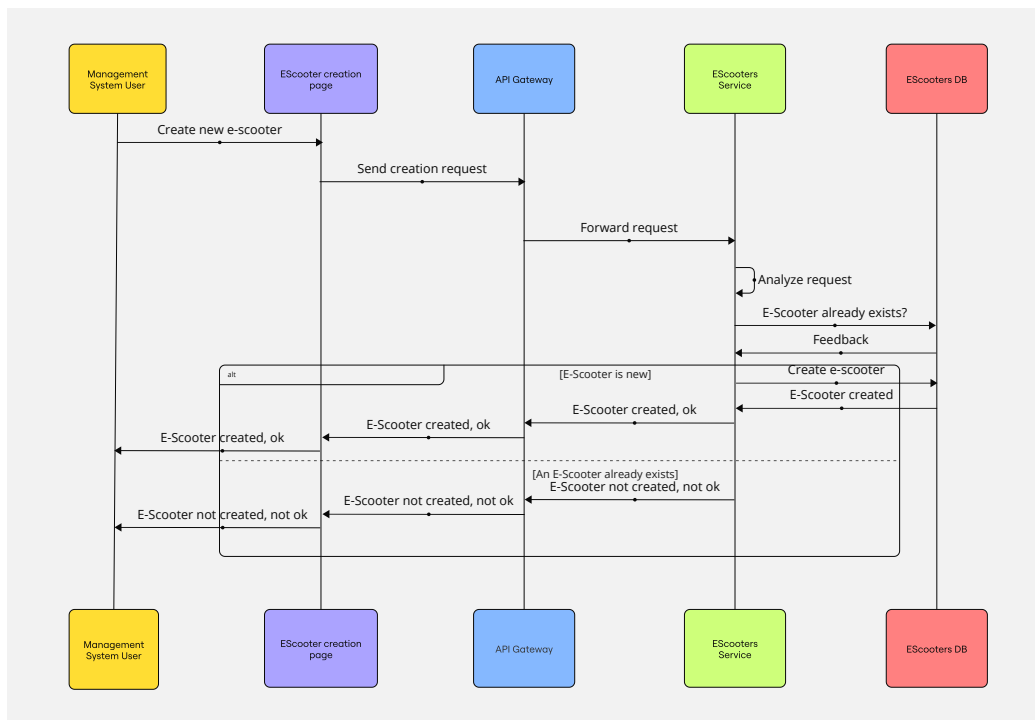 Management
System User
EScooter creation
page
API Gateway
EScooters
Service
EScooters DB
Create new e-scooter
Send creation request
Forward request
Analyze request
E-Scooter already exists?
Feedback
alt
[E-Scooter is new]
Create e-scooter
E-Scooter created
E-Scooter created, ok
E-Scooter created, ok
E-Scooter created, ok
[An E-Scooter already exists]
E-Scooter not created, not ok
E-Scooter not created, not ok
E-Scooter not created, not ok
Management
System User
EScooter creation
page
API Gateway
EScooters
Service
EScooters DB